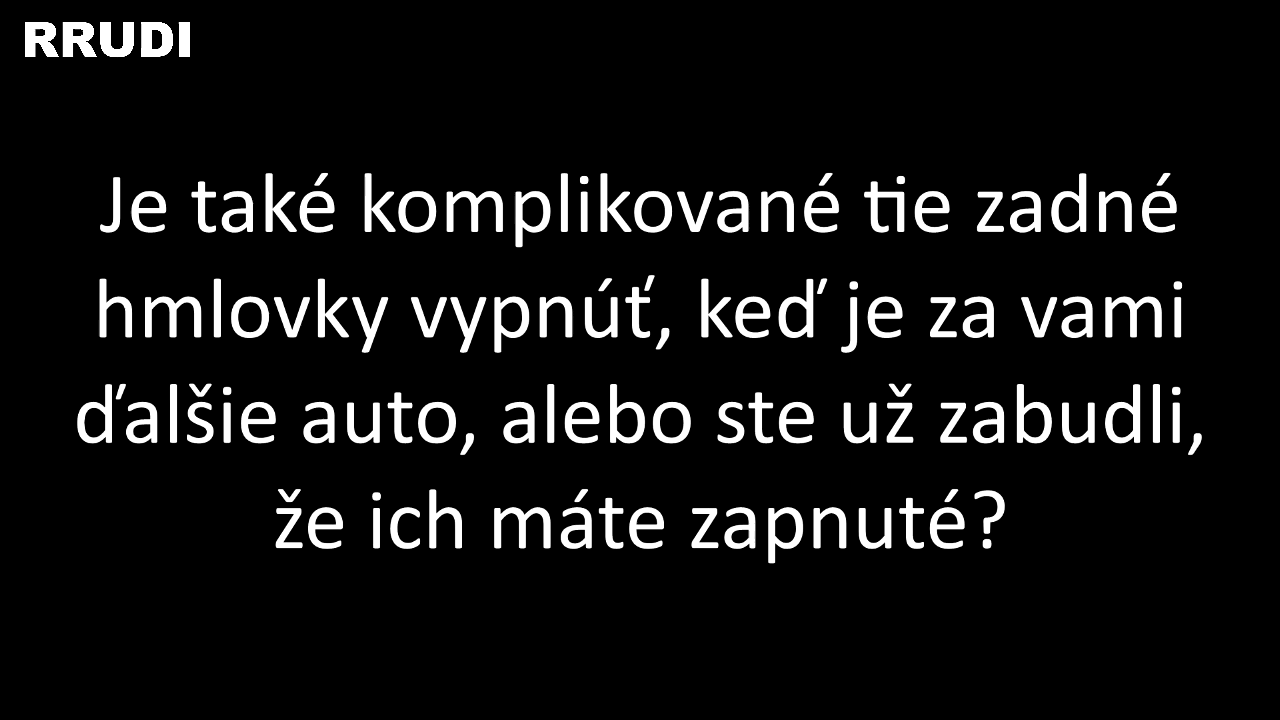 RRUDI
Je také komplikované tie zadné
hmlovky vypnúť, keď je za vami
ďalšie auto, alebo ste už zabudli,
že ich máte zapnuté?